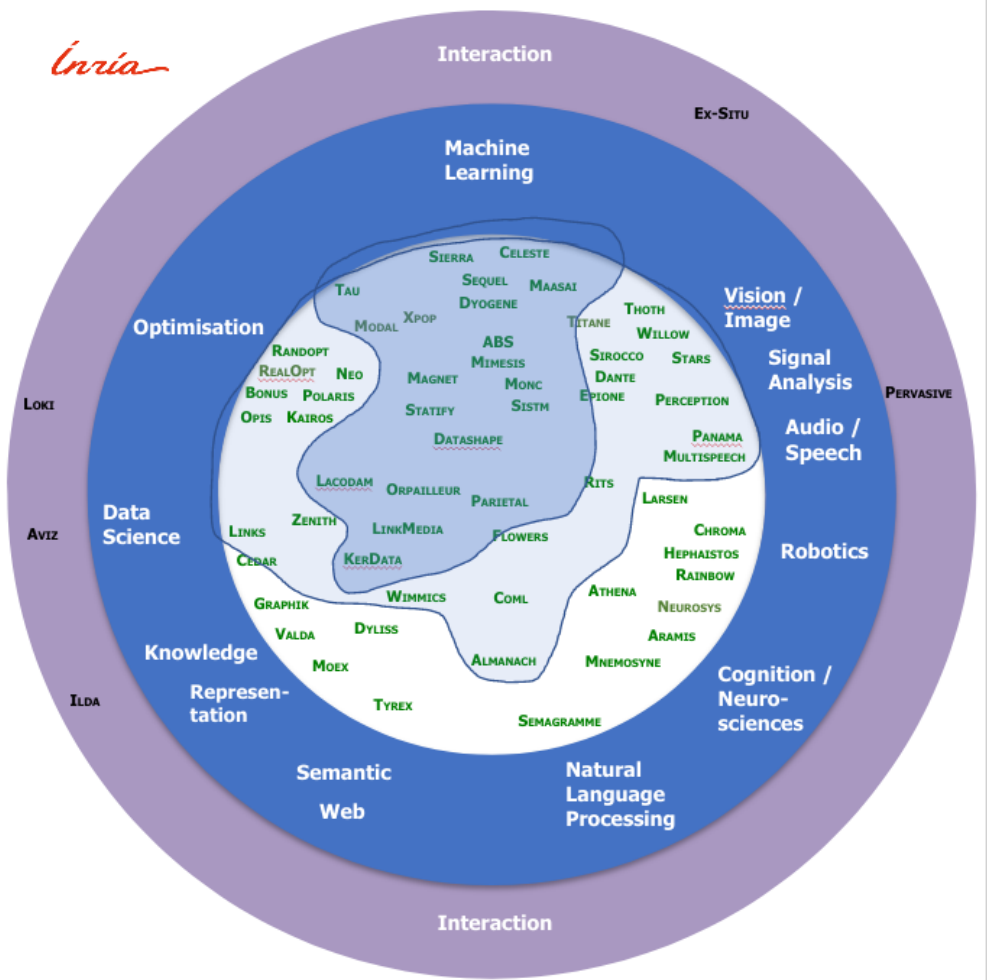 Inria
Interaction
Ex-Situ
Machine
Learning
Sierra
Celeste
Tau
Sequel
Maasai
Dyogene
Modal
Xpop
Titane
Thoth
Willow
Vision /
Image
Optimisation
ABS
Mimesis
Randopt
RealOpt
Neo
Magnet
Monc
Sirocco
Stars
Dante
Signal
Analysis
Bonus
Polaris
Opis
Kairos
Statify
Sistm
Epione
Perception
Loki
Pervasive
Datashape
Panama
Multispeech
Audio /
Speech
Lacodam
Orpailleur
Parietal
Rits
Larsen
Data
Science
Aviz
Links
Zenith
LinkMedia
Flowers
Chroma
Hephaistos
Rainbow
Robotics
Cedar
KerData
Wimmics
Coml
Athena
Neurosys
Graphik
Valda
Dyliss
Aramis
Moex
Almanach
Mnemosyne
Knowledge
Represen-
tation
Ilda
Tyrex
Semagramme
Cognition /
Neuro-
sciences
Semantic
Web
Natural
Language
Processing
Interaction